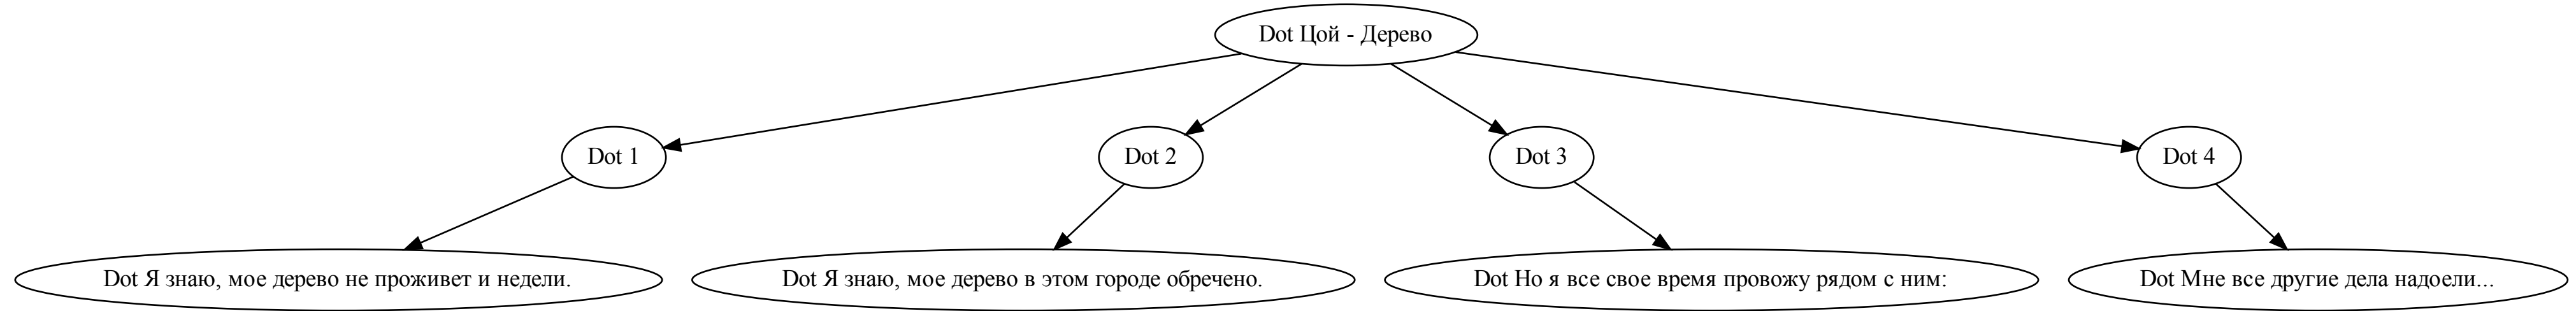 Dot Цой - Дерево
Dot 1
Dot 2
Dot 3
Dot 4
Dot Я знаю, мое дерево не проживет и недели.
Dot Я знаю, мое дерево в этом городе обречено.
Dot Но я все свое время провожу рядом с ним:
Dot Мне все другие дела надоели...